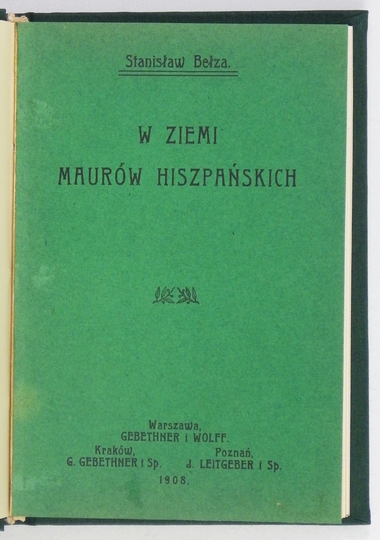 Stanisław Bełza.
W ZIEMI
MAURÓW HISZPAŃSKICH
Warszawa,
GEBETHNER I WOLFF.
Kraków, Poznań,
G. GEBETHNER I Sp. J. LEITGEBER I Sp.
1908.